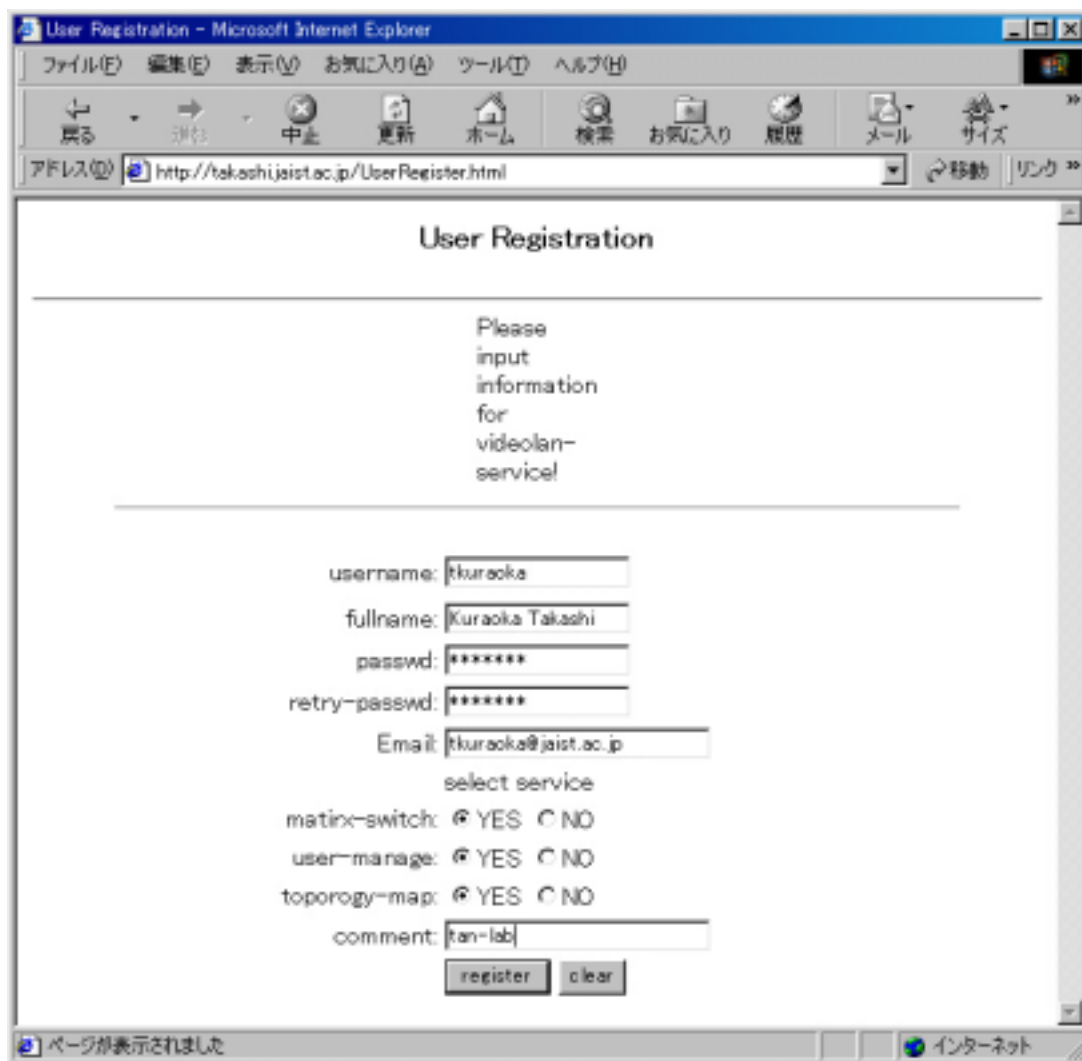 User Registration - Microsoft Internet Explorer
ファイル(F) 編集(E) 表示(V) お気に入り(A) ツール(T) ヘルプ(H)
戻る 進む 中止 更新 ホーム 検索 お気に入り 履歴 メール サイズ
アドレス(D) http://takashi.jaist.ac.jp/UserRegister.html 移動 リンク
User Registration
Please
input
information
for
videolan-
service!
username: tkuraoka
fullname: Kuraoka Takashi
passwd: *******
retry-passwd: *******
Email: tkuraoka@jaist.ac.jp
select service
matirx-switch: YES NO
user-manage: YES NO
toporogy-map: YES NO
comment: tan-lab
register clear
ページが表示されました インターネット